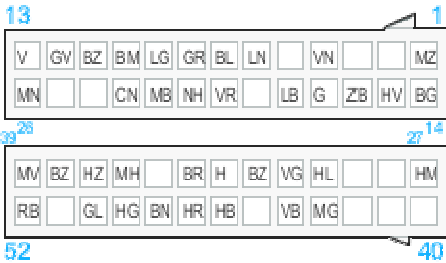 13 1
V GV BZ BM LG GR BL LN VN MZ
MN CN MB NH VR LB G ZB HV BG
26 14
39 27
MV BZ HZ MH BR H BZ VG HL HM
RB GL HG BN HR HB VB MG
52 40